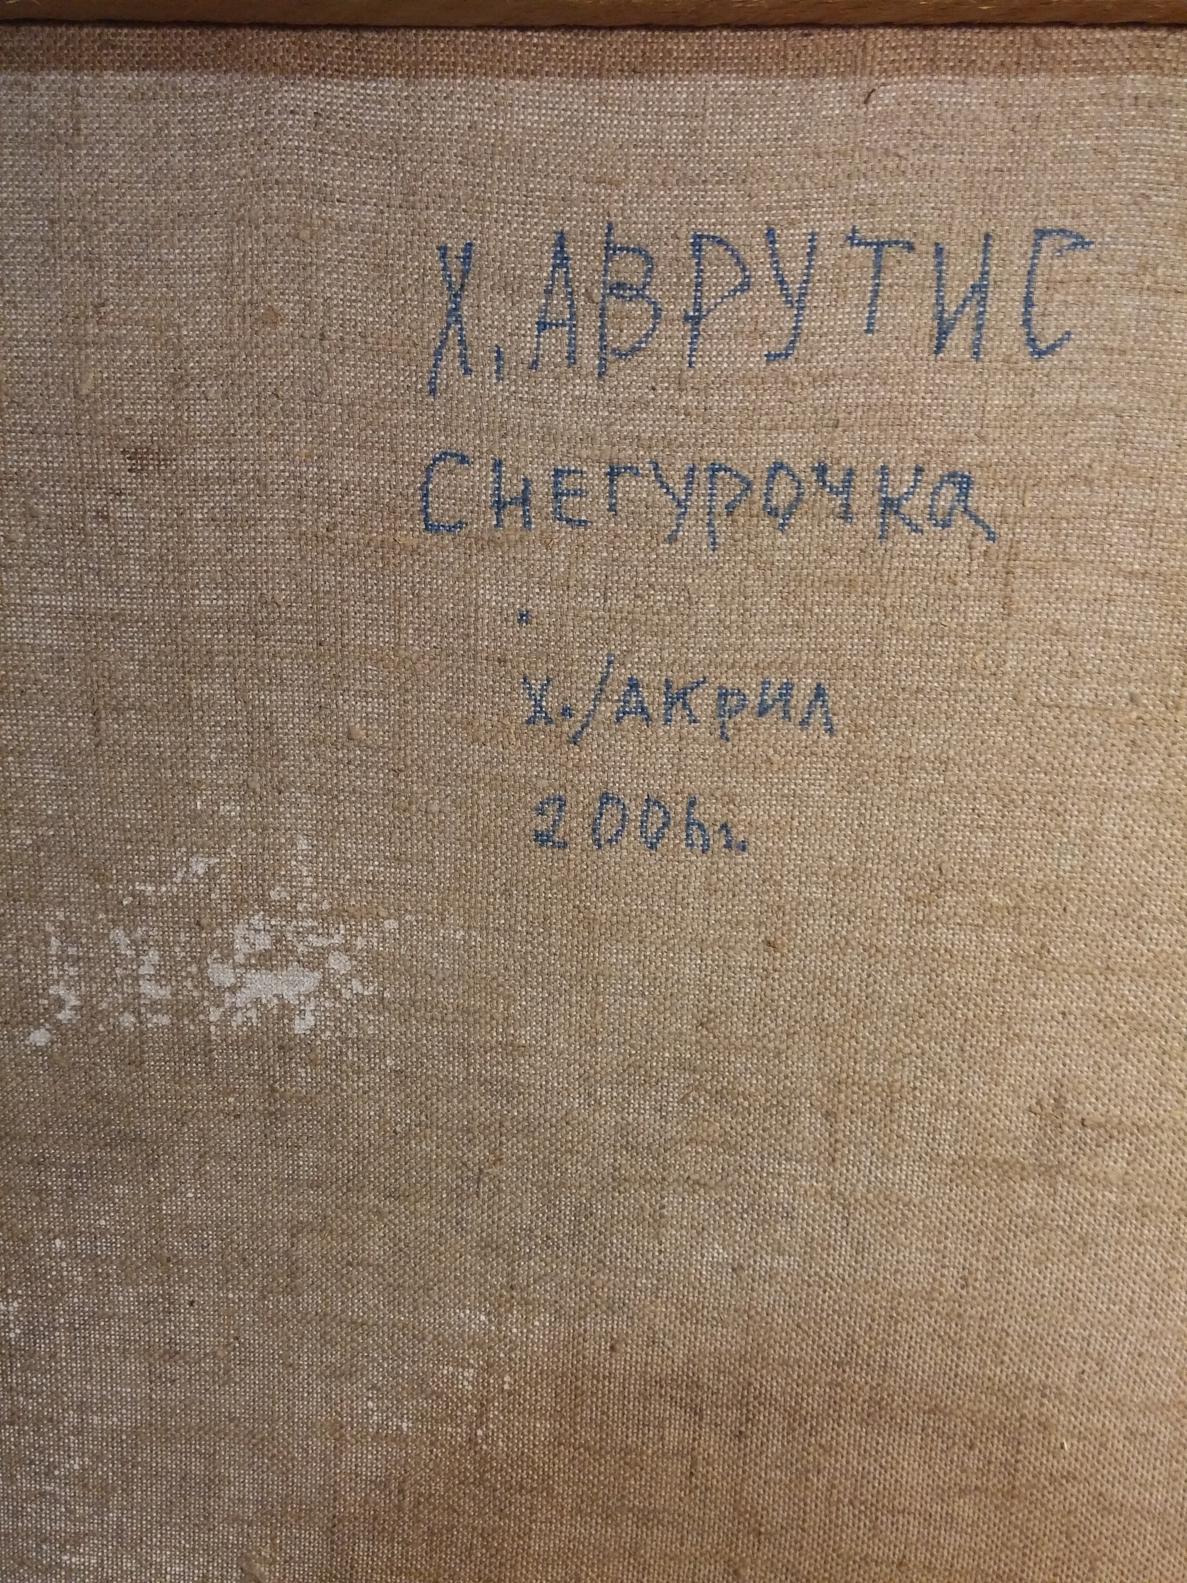 Х. АВРУТИС
Снегурочка
х./акрил
2006г.